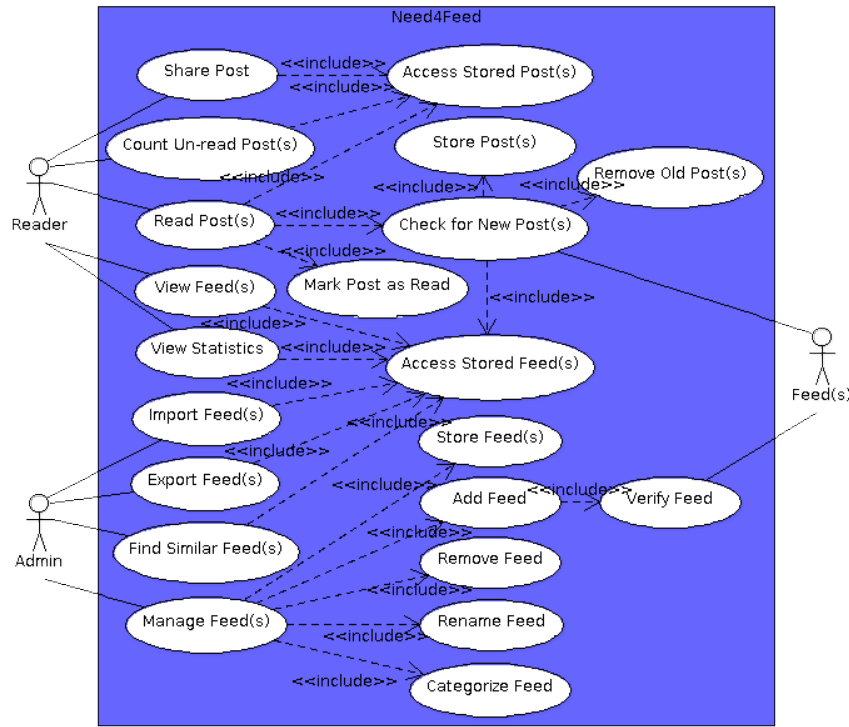 Need4Feed
Share Post
<<include>>
Access Stored Post(s)
<<include>>
Count Un-read Post(s)
Store Post(s)
Reader
<<include>>
<<include>>
<<include>>
Remove Old Post(s)
Read Post(s)
<<include>>
Check for New Post(s)
<<include>>
Mark Post as Read
View Feed(s)
<<include>>
<<include>>
View Statistics
<<include>>
Access Stored Feed(s)
Feed(s)
Import Feed(s)
<<include>>
<<include>>
Store Feed(s)
Export Feed(s)
<<include>>
<<include>>
Add Feed
<<include>>
Verify Feed
Admin
Find Similar Feed(s)
<<include>>
Remove Feed
<<include>>
Manage Feed(s)
<<include>>
Rename Feed
<<include>>
Categorize Feed